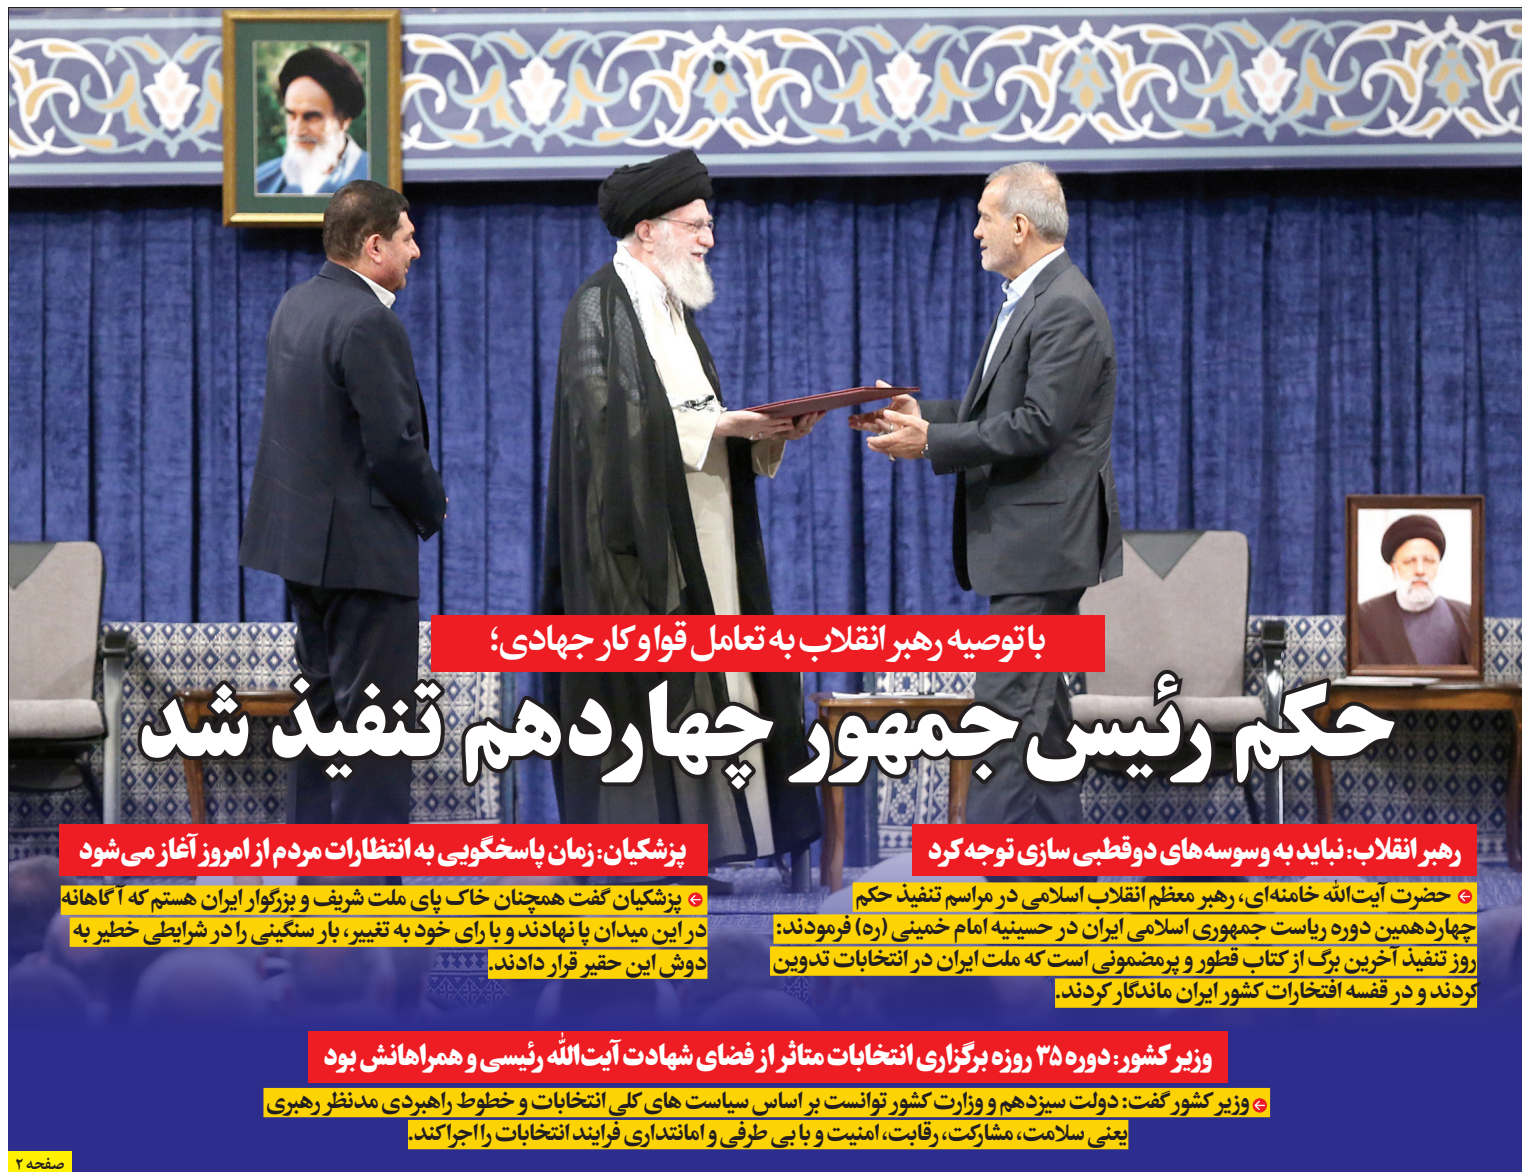 با توصیه رهبر انقلاب به تعامل قوا و کار جهادی؛
حکم رئیس‌جمهور چهاردهم تنفیذ شد
رهبر انقلاب: نباید به وسوسه‌های دوقطبی سازی توجه کرد
حضرت آیت‌الله خامنه‌ای، رهبر معظم انقلاب اسلامی در مراسم تنفیذ حکم
چهاردهمین دوره ریاست جمهوری اسلامی ایران در حسینیه امام خمینی (ره) فرمودند:
روز تنفیذ آخرین برگ از کتاب قطور و پرمضمونی است که ملت ایران در انتخابات تدوین
کردند و در قفسه افتخارات کشور ایران ماندگار کردند.
پزشکیان: زمان پاسخگویی به انتظارات مردم از امروز آغاز می‌شود
پزشکیان گفت همچنان خاک پای ملت شریف و بزرگوار ایران هستم که آگاهانه
در این میدان پا نهادند و با رای خود به تغییر، بار سنگینی را در شرایطی خطیر به
دوش این حقیر قرار دادند.
وزیر کشور: دوره ۳۵ روزه برگزاری انتخابات متاثر از فضای شهادت آیت‌الله رئیسی و همراهانش بود
وزیر کشور گفت: دولت سیزدهم و وزارت کشور توانست بر اساس سیاست های کلی انتخابات و خطوط راهبردی مدنظر رهبری
یعنی سلامت، مشارکت، رقابت، امنیت و با بی طرفی و امانتداری فرایند انتخابات را اجرا کند.
صفحه ۲